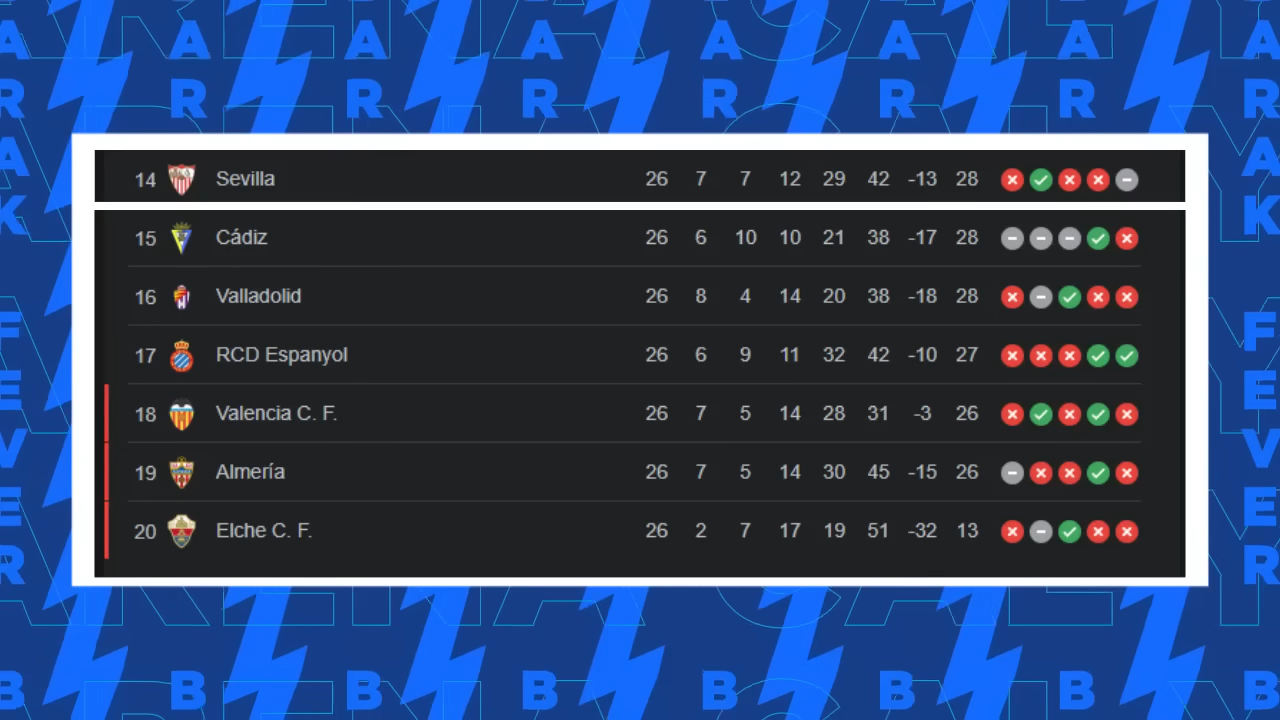 14 Sevilla 26 7 7 12 29 42 -13 28
15 Cádiz 26 6 10 10 21 38 -17 28
16 Valladolid 26 8 4 14 20 38 -18 28
17 RCD Espanyol 26 6 9 11 32 42 -10 27
18 Valencia C. F. 26 7 5 14 28 31 -3 26
19 Almería 26 7 5 14 30 45 -15 26
20 Elche C. F. 26 2 7 17 19 51 -32 13
BARAK
FEVER